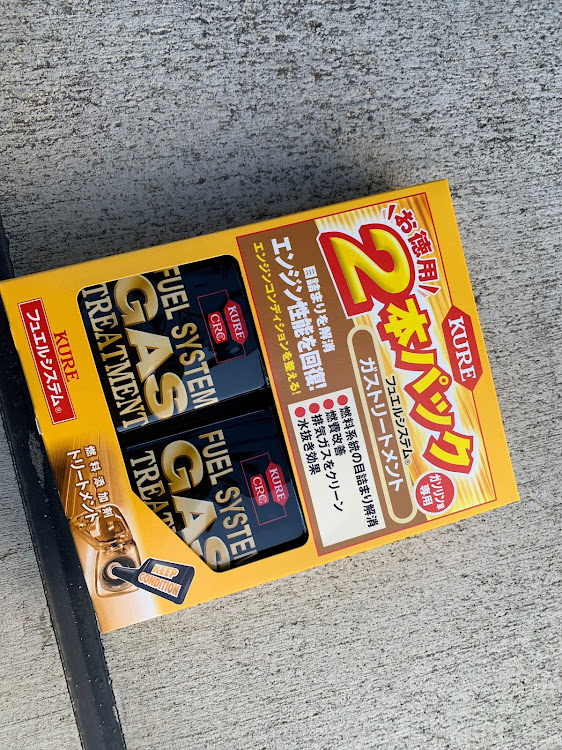 KURE
お徳用
2本パック
フュエルシステム®
ガストリートメント
ガソリン車
専用
目詰まりを解消
エンジン性能を回復!
エンジンコンディションを整える!
●燃料系統の目詰まり解消
●燃費改善
●排気ガスをクリーン
●水抜き効果
KURE
CRC
FUEL SYSTEM
GAS
TREATMENT
KURE
CRC
FUEL SYSTEM
GAS
TREA
KURE
フュエルシステム®
燃料添加剤
トリートメント
KEEP
CONDITION